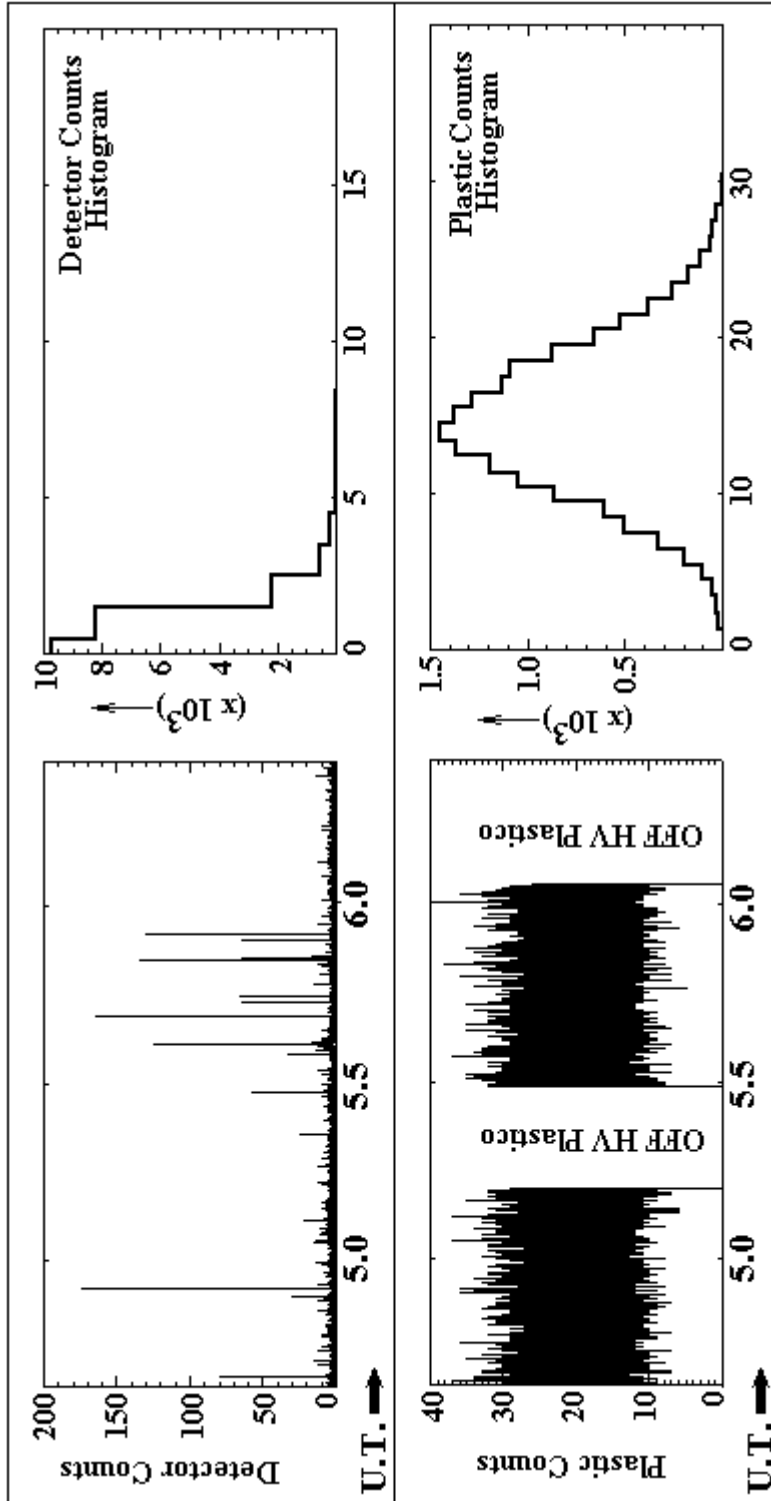 200
150
100
50
0
Detector Counts
5.0
5.5
6.0
U.T.
10
8
6
4
2
(x 10³)
0
5
10
15
Detector Counts
Histogram
40
30
20
10
0
Plastic Counts
OFF HV Plastico
OFF HV Plastico
5.0
5.5
6.0
U.T.
1.5
1.0
0.5
(x 10³)
0
10
20
30
Plastic Counts
Histogram